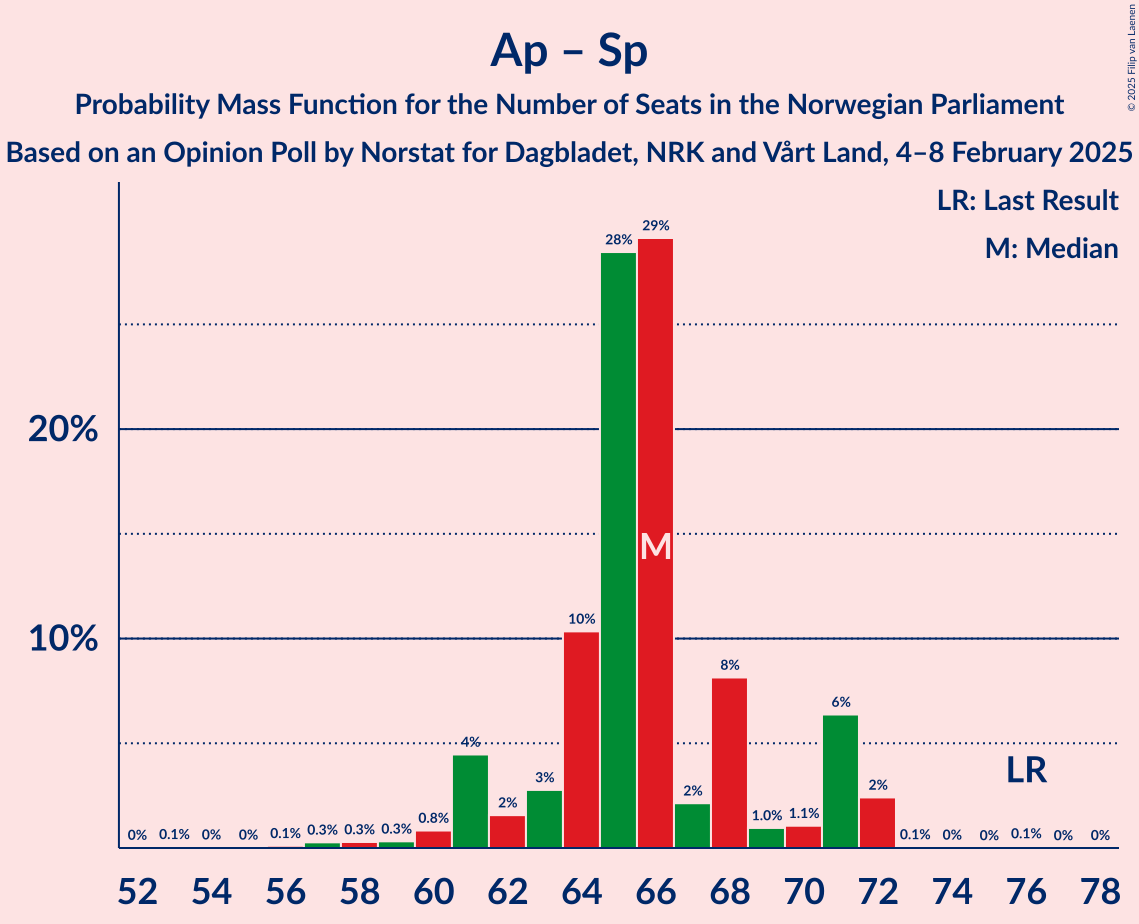 Ap – Sp
Probability Mass Function for the Number of Seats in the Norwegian Parliament
Based on an Opinion Poll by Norstat for Dagbladet, NRK and Vårt Land, 4–8 February 2025
© 2025 Filip van Laenen
LR: Last Result
M: Median
20%
10%
0% 0.1% 0% 0% 0.1% 0.3% 0.3% 0.3% 0.8% 4% 2% 3% 10% 28% 29% 2% 8% 1.0% 1.1% 6% 2% 0.1% 0% 0% 0.1% 0% 0%
M
LR
52 54 56 58 60 62 64 66 68 70 72 74 76 78